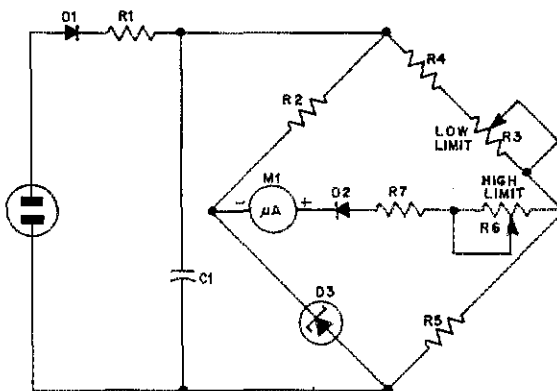 D1
R1
R4
R2
LOW
LIMIT
R3
M1
HIGH
LIMIT
- µA +
D2
R7
R6
C1
D3
R5